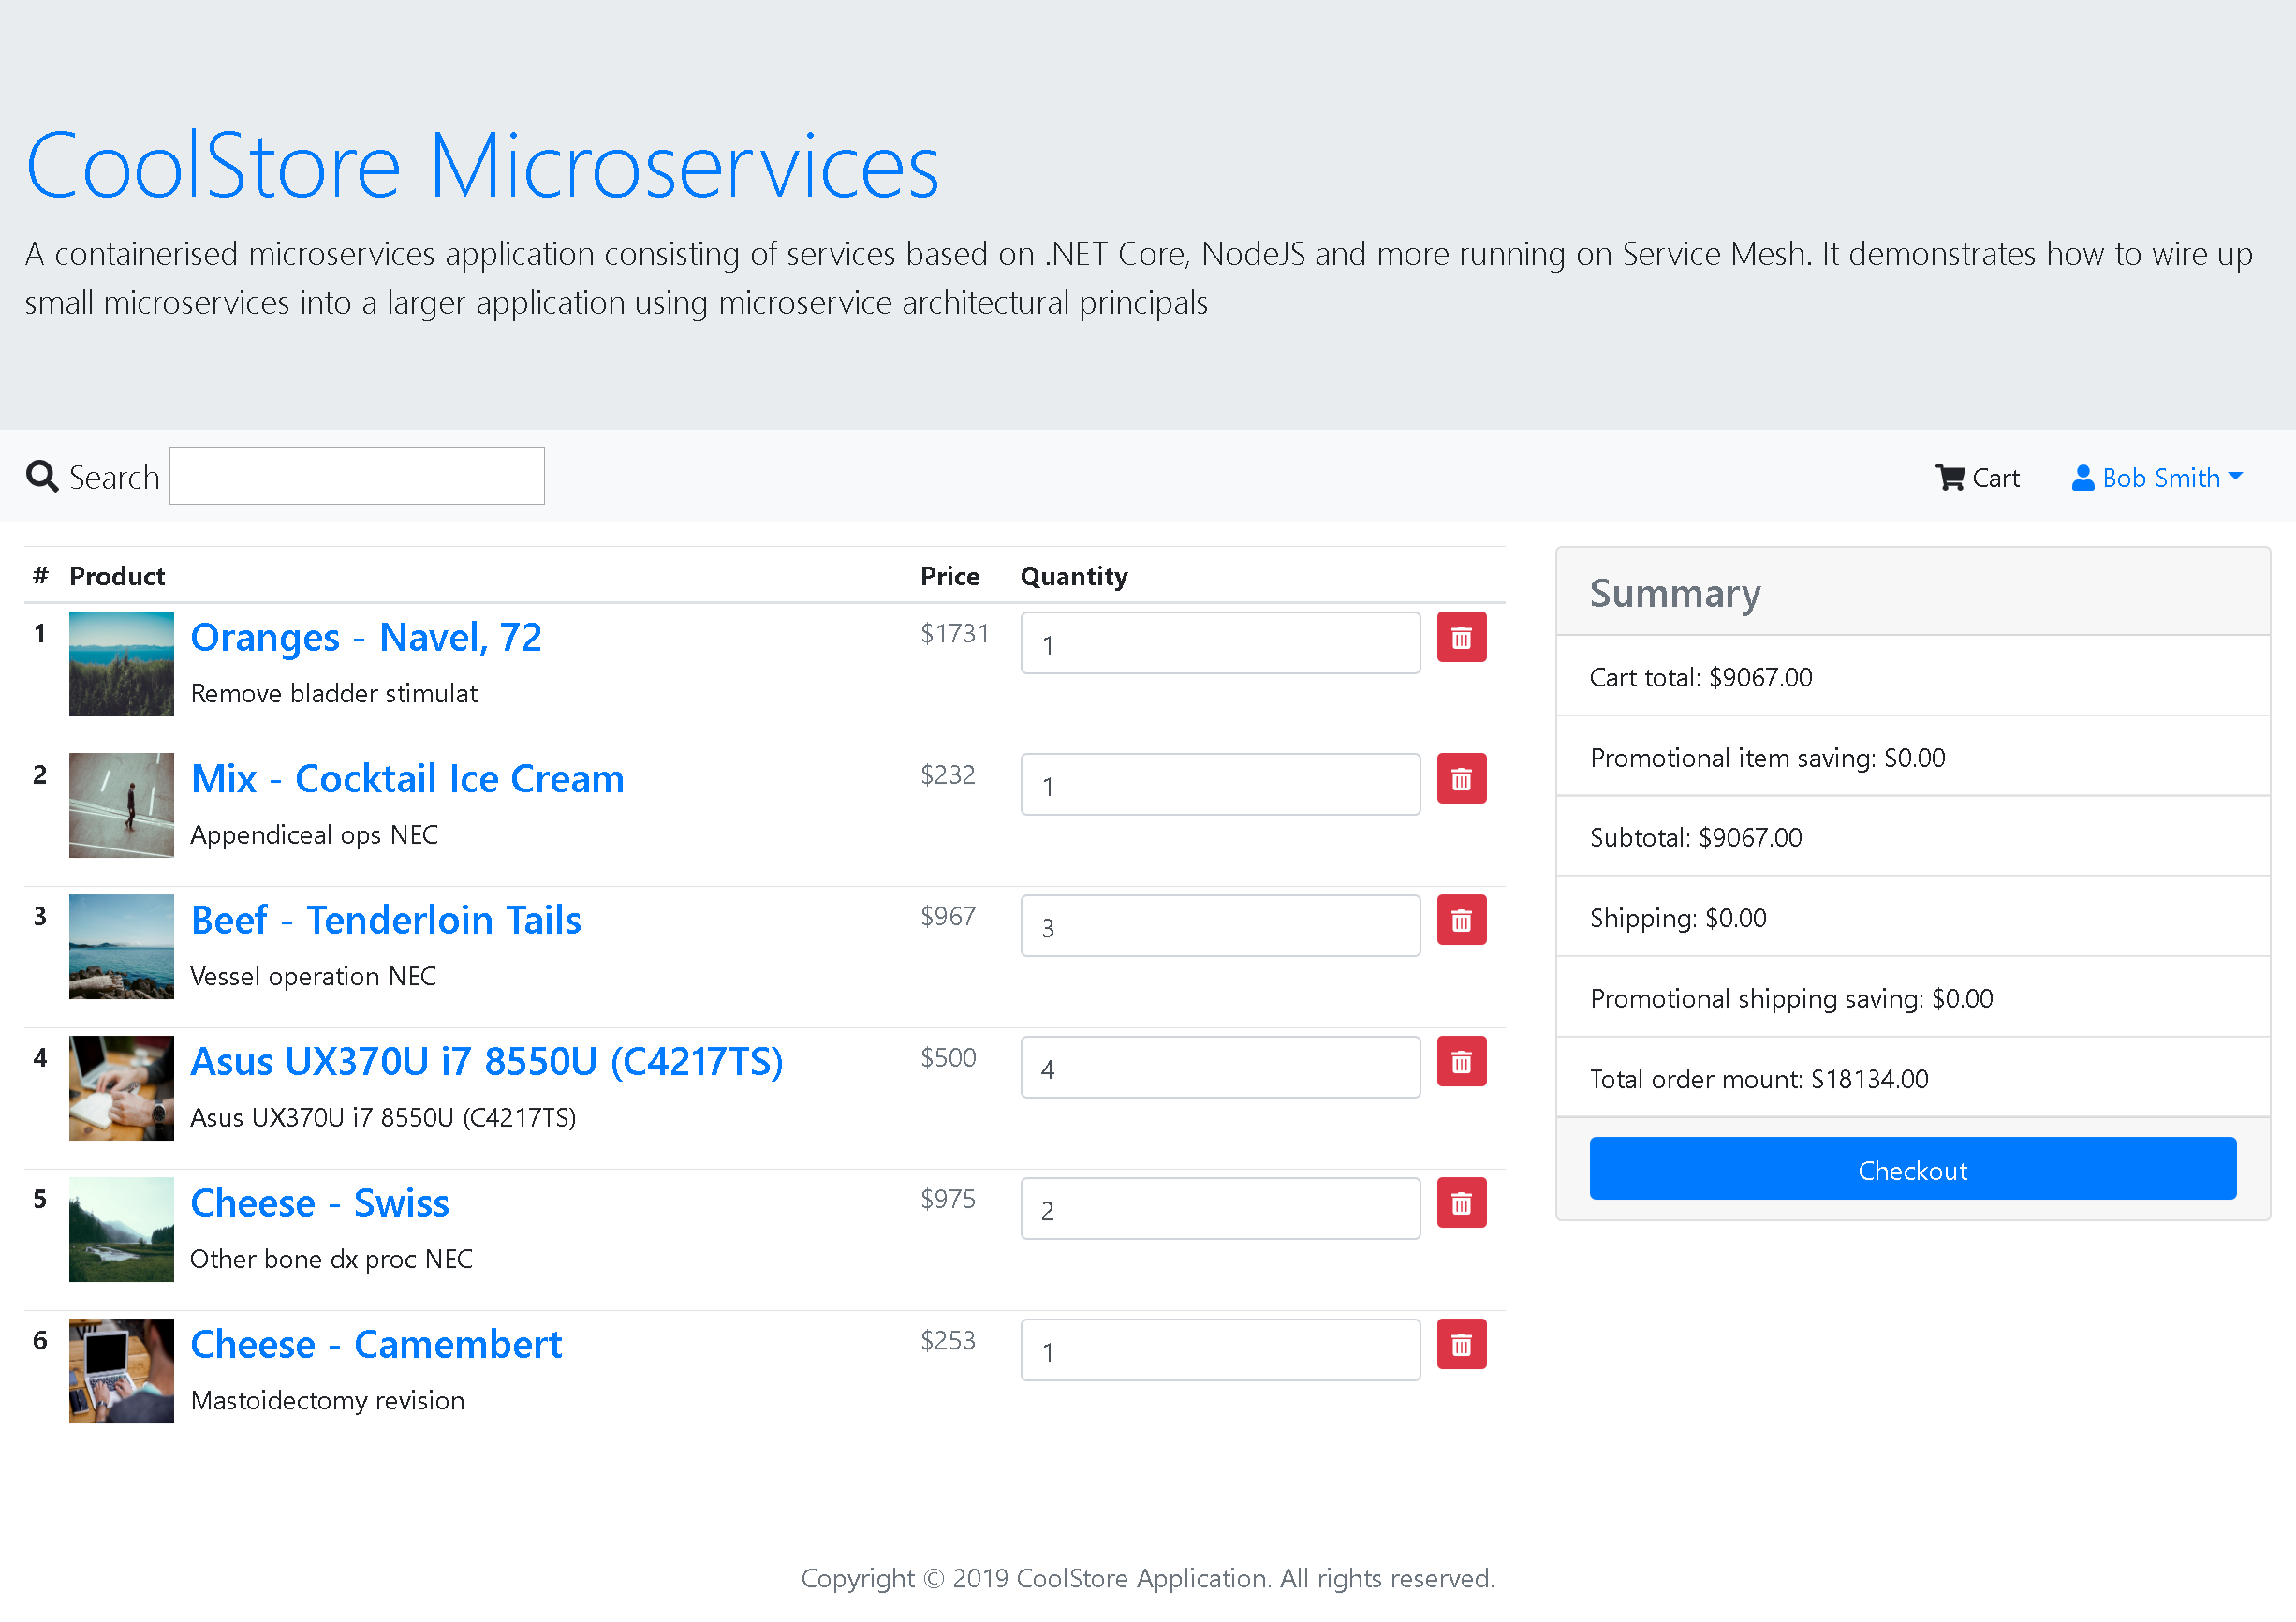 CoolStore Microservices
A containerised microservices application consisting of services based on .NET Core, NodeJS and more running on Service Mesh. It demonstrates how to wire up
small microservices into a larger application using microservice architectural principals
Search
Cart
Bob Smith
# Product Price Quantity
1 Oranges - Navel, 72 $1731 1
Remove bladder stimulat
2 Mix - Cocktail Ice Cream $232 1
Appendiceal ops NEC
3 Beef - Tenderloin Tails $967 3
Vessel operation NEC
4 Asus UX370U i7 8550U (C4217TS) $500 4
Asus UX370U i7 8550U (C4217TS)
5 Cheese - Swiss $975 2
Other bone dx proc NEC
6 Cheese - Camembert $253 1
Mastoidectomy revision
Summary
Cart total: $9067.00
Promotional item saving: $0.00
Subtotal: $9067.00
Shipping: $0.00
Promotional shipping saving: $0.00
Total order mount: $18134.00
Checkout
Copyright © 2019 CoolStore Application. All rights reserved.